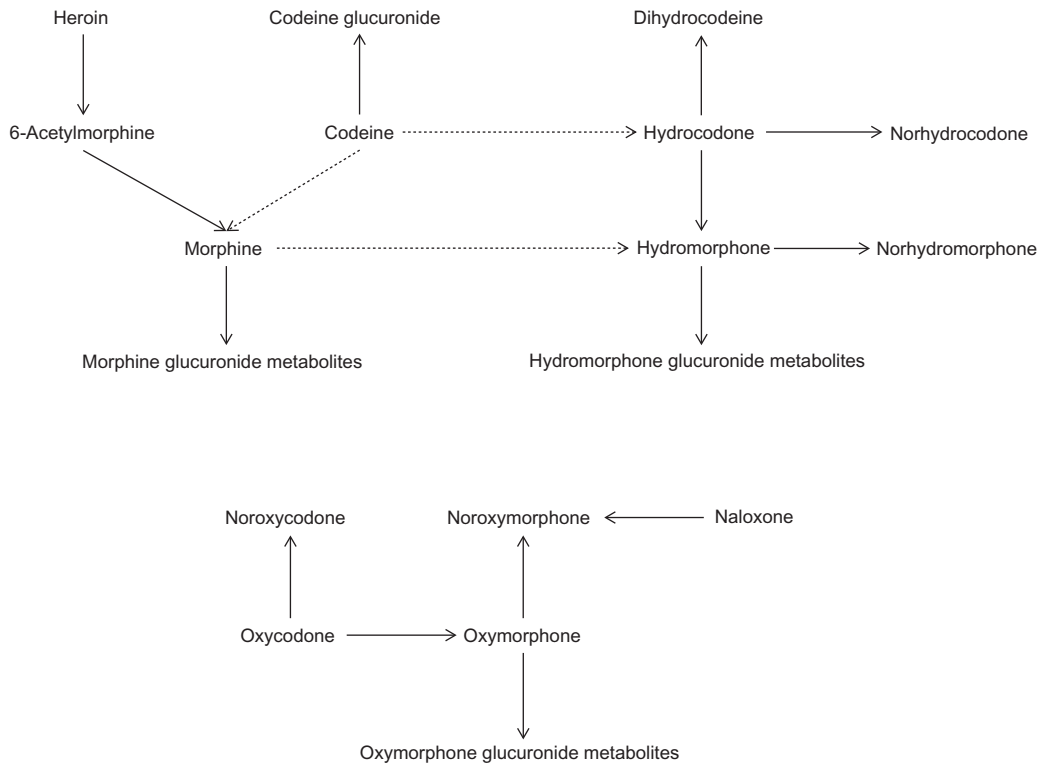 Heroin
Codeine glucuronide
Dihydrocodeine
6-Acetylmorphine
Codeine
Hydrocodone
Norhydrocodone
Morphine
Hydromorphone
Norhydromorphone
Morphine glucuronide metabolites
Hydromorphone glucuronide metabolites
Noroxycodone
Noroxymorphone
Naloxone
Oxycodone
Oxymorphone
Oxymorphone glucuronide metabolites